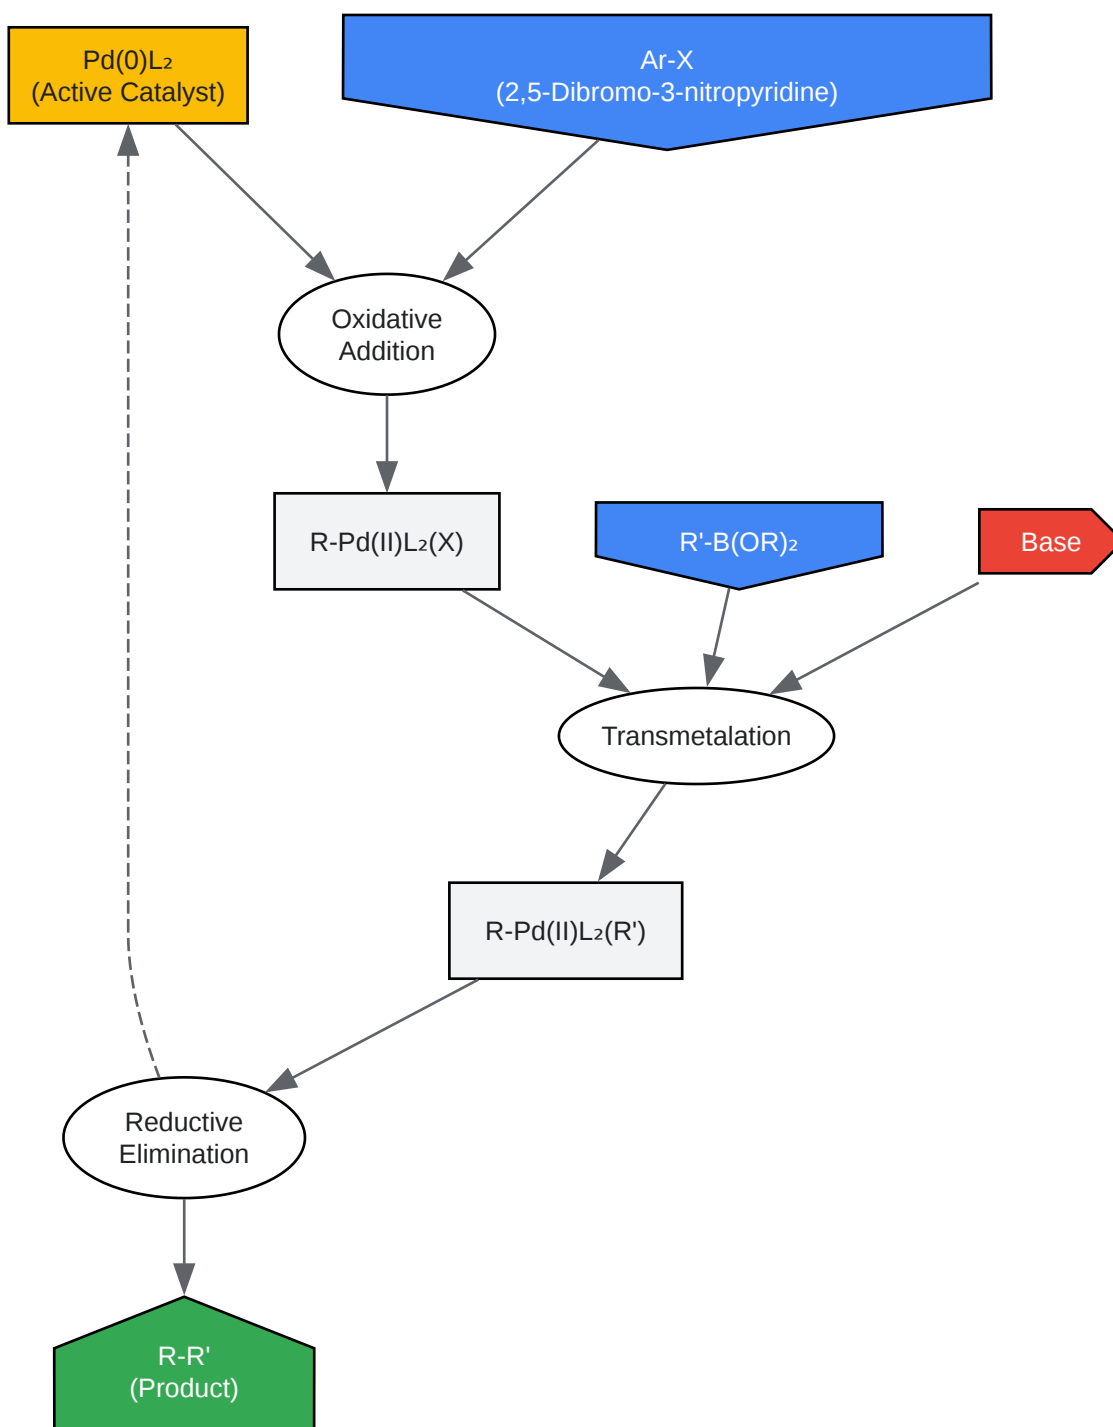 Pd(0)L₂
(Active Catalyst)
Ar-X
(2,5-Dibromo-3-nitropyridine)
Oxidative
Addition
R-Pd(II)L₂(X)
R'-B(OR)₂
Base
Transmetalation
R-Pd(II)L₂(R')
Reductive
Elimination
R-R'
(Product)